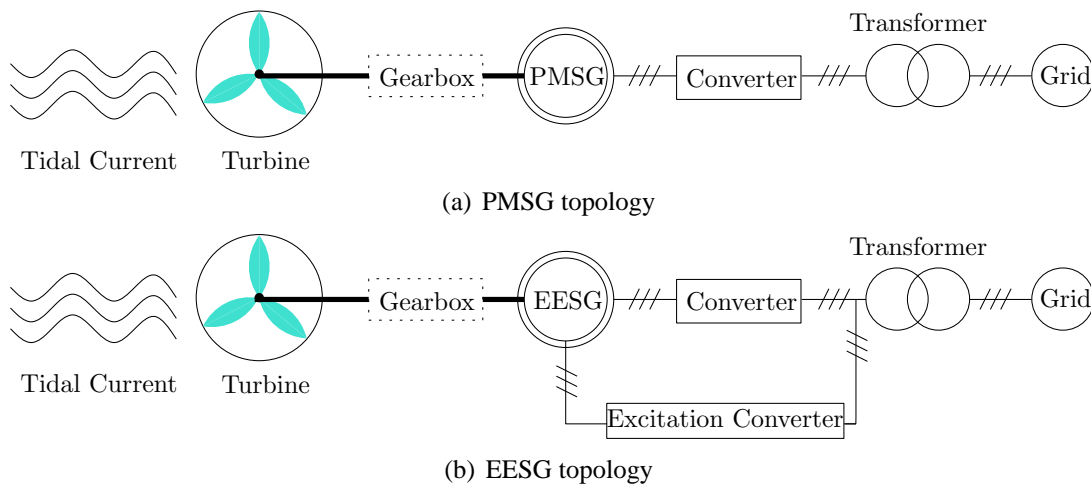 Transformer
Gearbox
PMSG
Converter
Grid
Tidal Current
Turbine
(a) PMSG topology
Transformer
Gearbox
EESG
Converter
Grid
Tidal Current
Turbine
Excitation Converter
(b) EESG topology